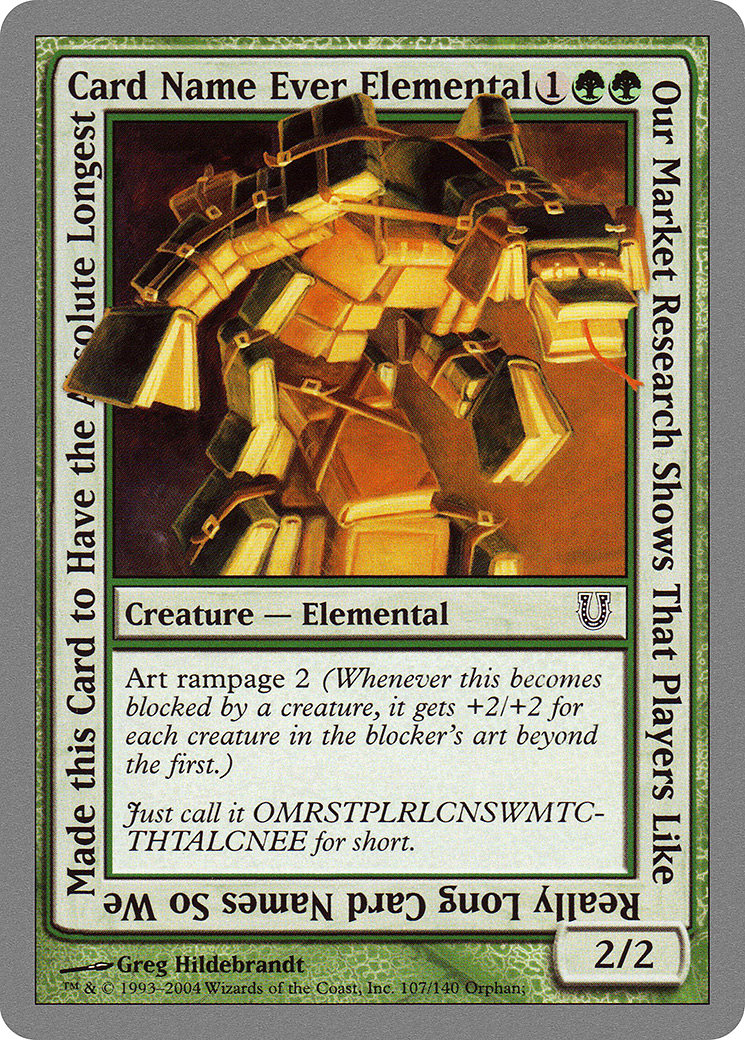 Card Name Ever Elemental 1
Our Market Research Shows That Players Like
Really Long Card Names So We
Made this Card to Have the Absolute Longest
Creature — Elemental
Art rampage 2 (Whenever this becomes
blocked by a creature, it gets +2/+2 for
each creature in the blocker's art beyond
the first.)
Just call it OMRSTPLRLCNSWMTC-
THTALCNEE for short.
2/2
Greg Hildebrandt
™ & © 1993–2004 Wizards of the Coast, Inc. 107/140 Orphan;